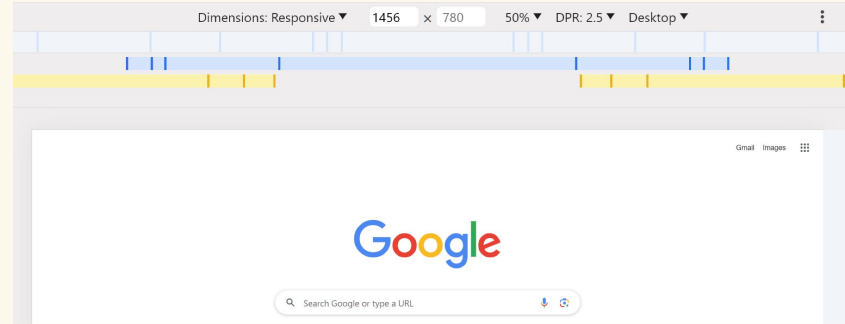 Dimensions: Responsive ▼ 1456 × 780 50% ▼ DPR: 2.5 ▼ Desktop ▼
Gmail Images
Google
Search Google or type a URL